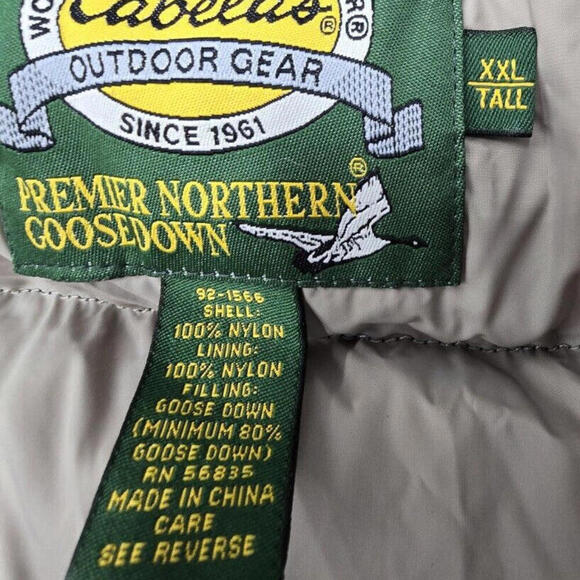 Cabela's®
OUTDOOR GEAR
SINCE 1961
PREMIER NORTHERN®
GOOSEDOWN
XXL
TALL
92-1566
SHELL:
100% NYLON
LINING:
100% NYLON
FILLING:
GOOSE DOWN
(MINIMUM 80%
GOOSE DOWN)
RN 56835
MADE IN CHINA
CARE
SEE REVERSE